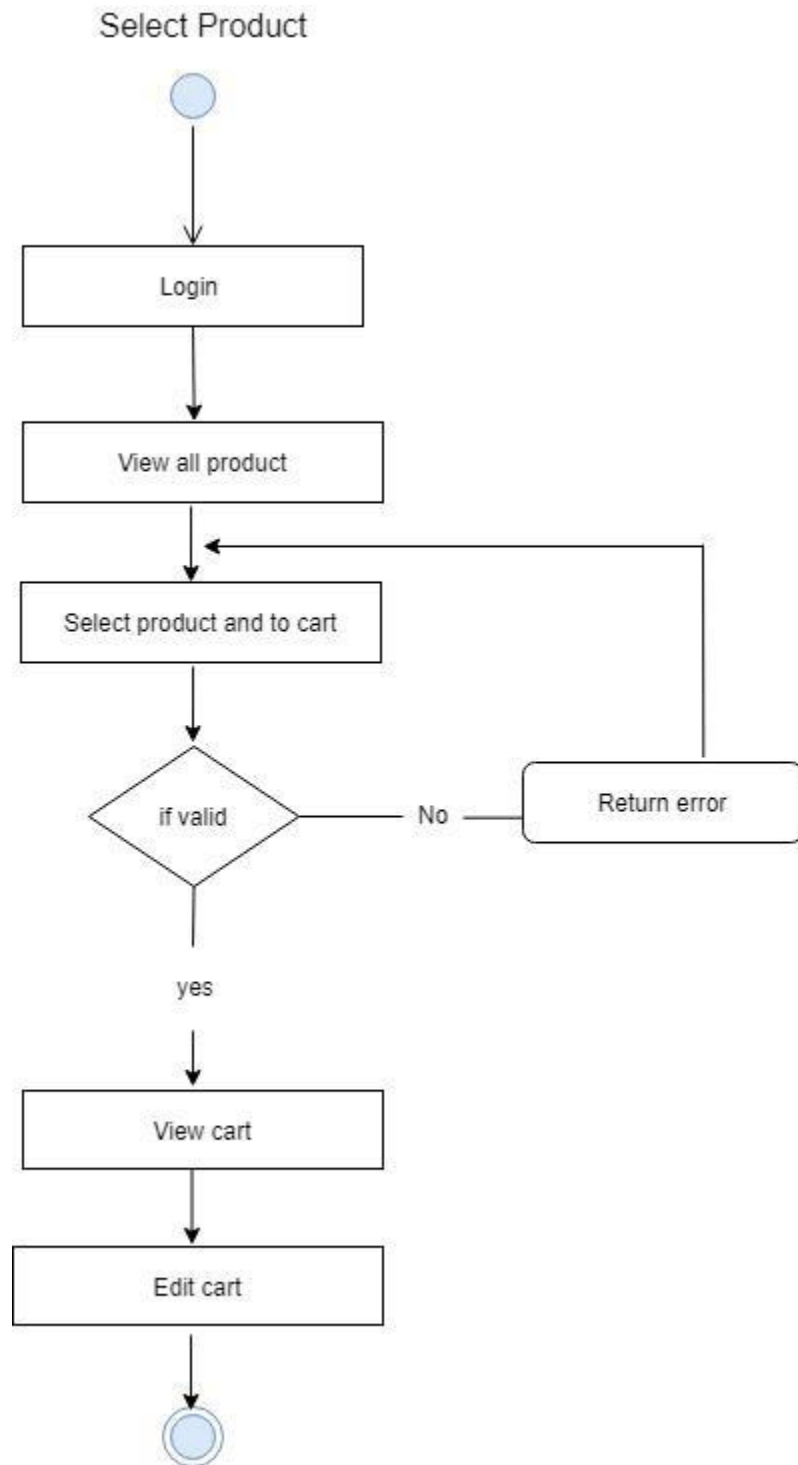 Select Product
Login
View all product
Select product and to cart
if valid
No
Return error
yes
View cart
Edit cart